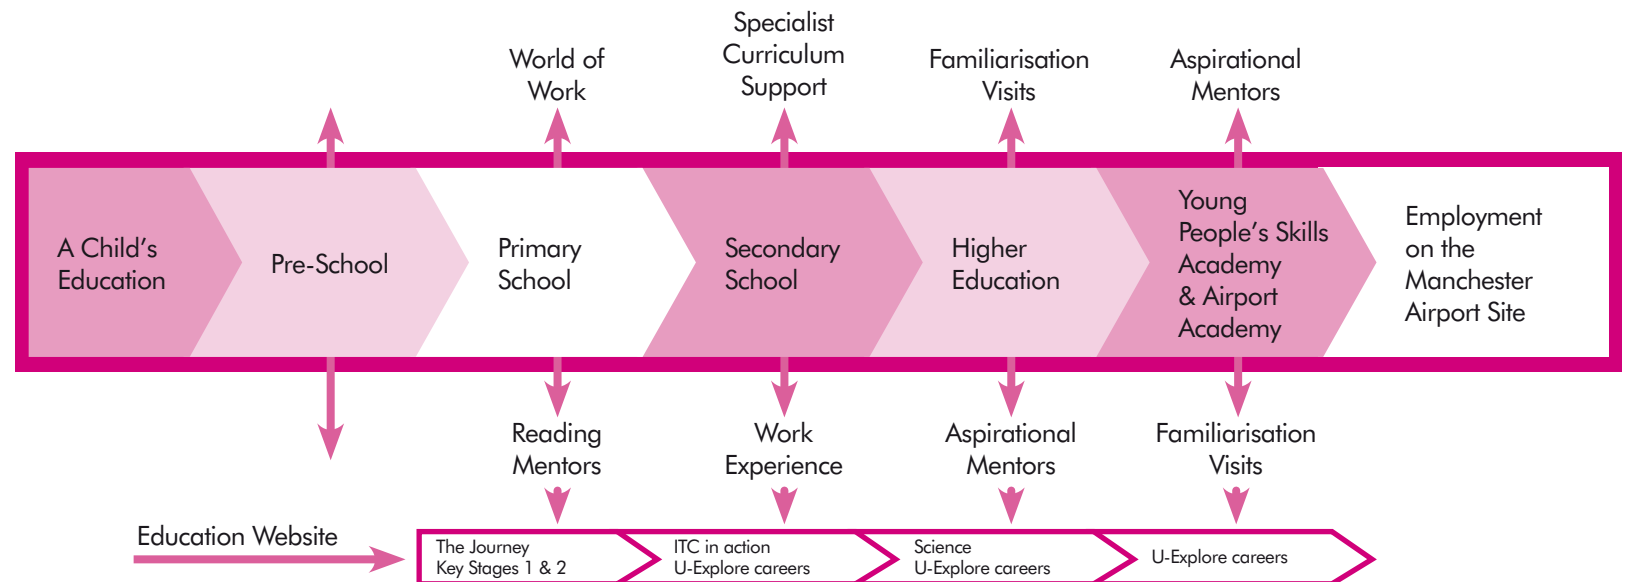 World of
Work
Specialist
Curriculum
Support
Familiarisation
Visits
Aspirational
Mentors
A Child's
Education
Pre-School
Primary
School
Secondary
School
Higher
Education
Young
People's Skills
Academy
& Airport
Academy
Employment
on the
Manchester
Airport Site
Reading
Mentors
Work
Experience
Aspirational
Mentors
Familiarisation
Visits
Education Website
The Journey
Key Stages 1 & 2
ITC in action
U-Explore careers
Science
U-Explore careers
U-Explore careers